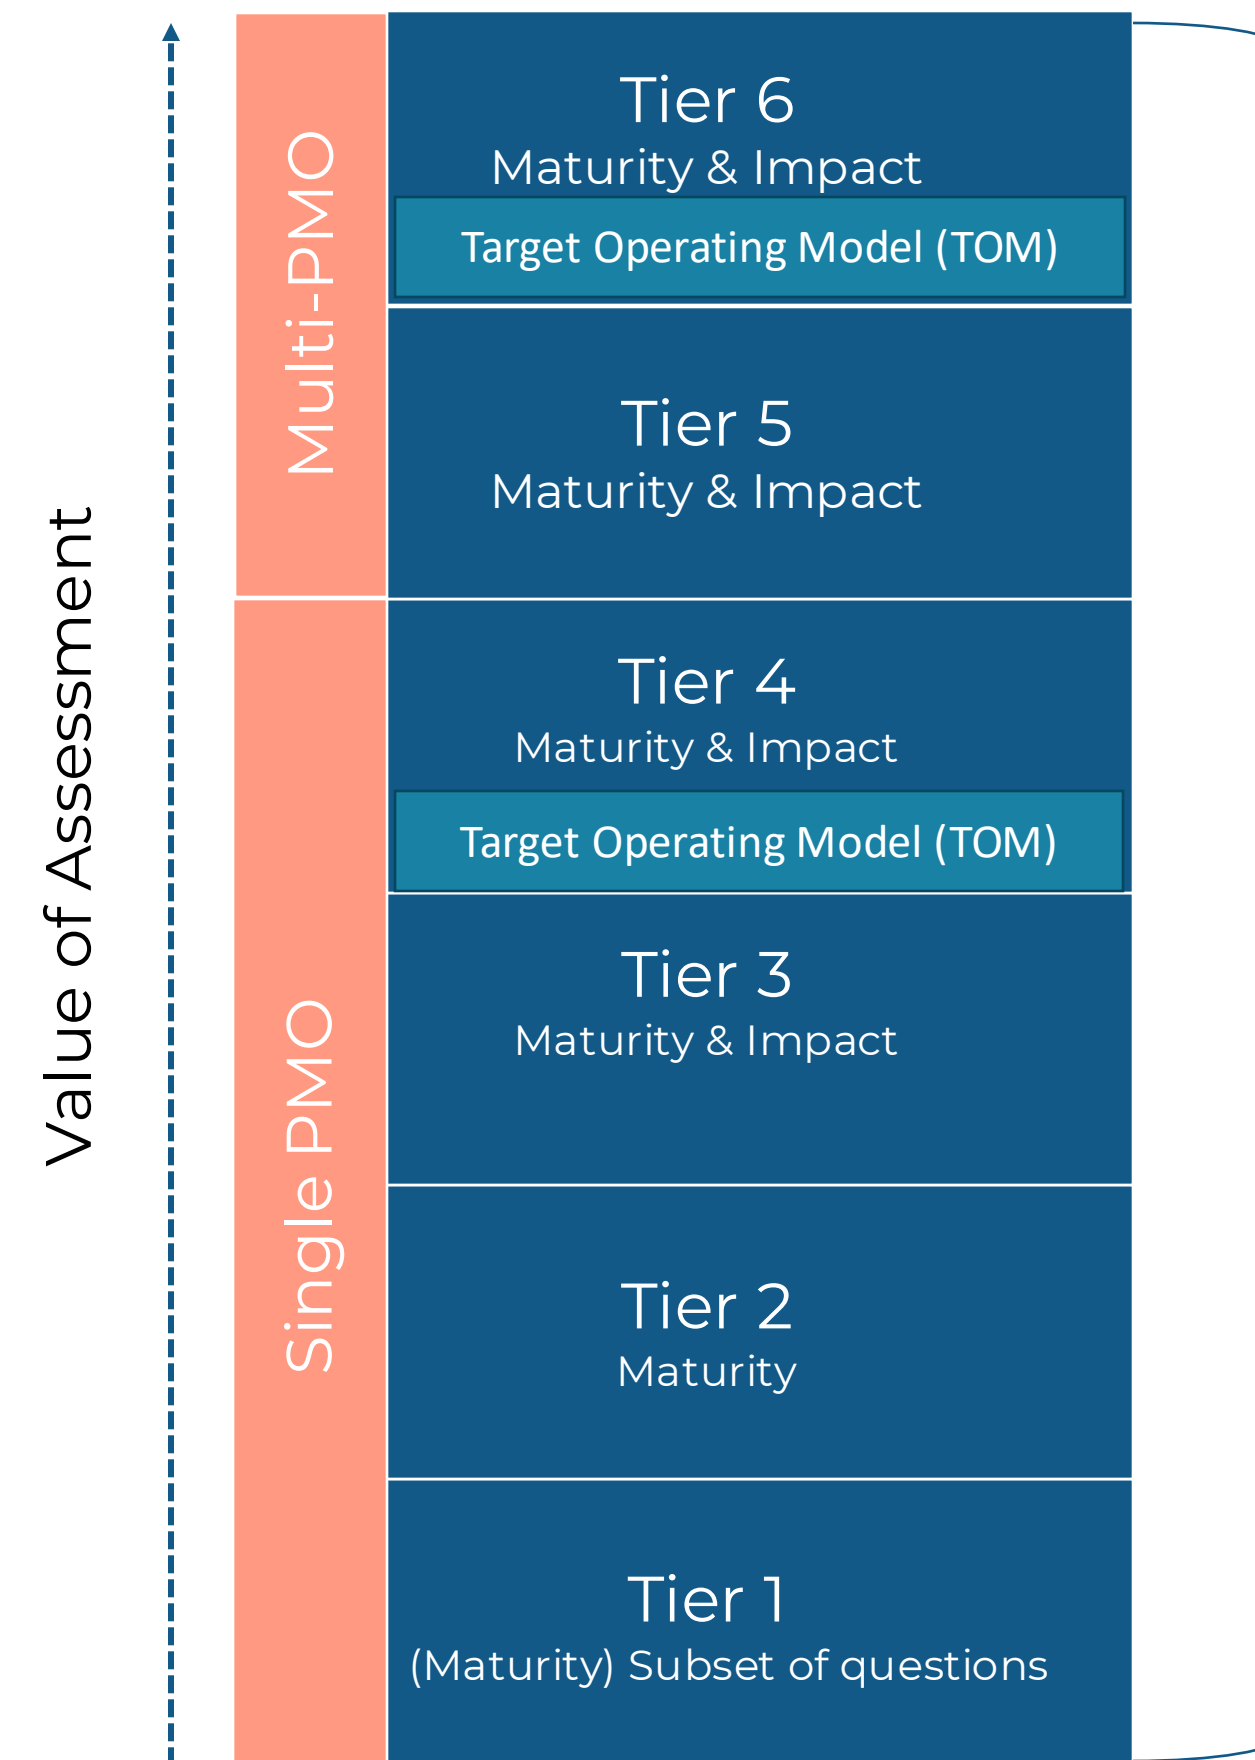 Value of Assessment
Multi-PMO
Tier 6
Maturity & Impact
Target Operating Model (TOM)
Tier 5
Maturity & Impact
Single PMO
Tier 4
Maturity & Impact
Target Operating Model (TOM)
Tier 3
Maturity & Impact
Tier 2
Maturity
Tier 1
(Maturity) Subset of questions